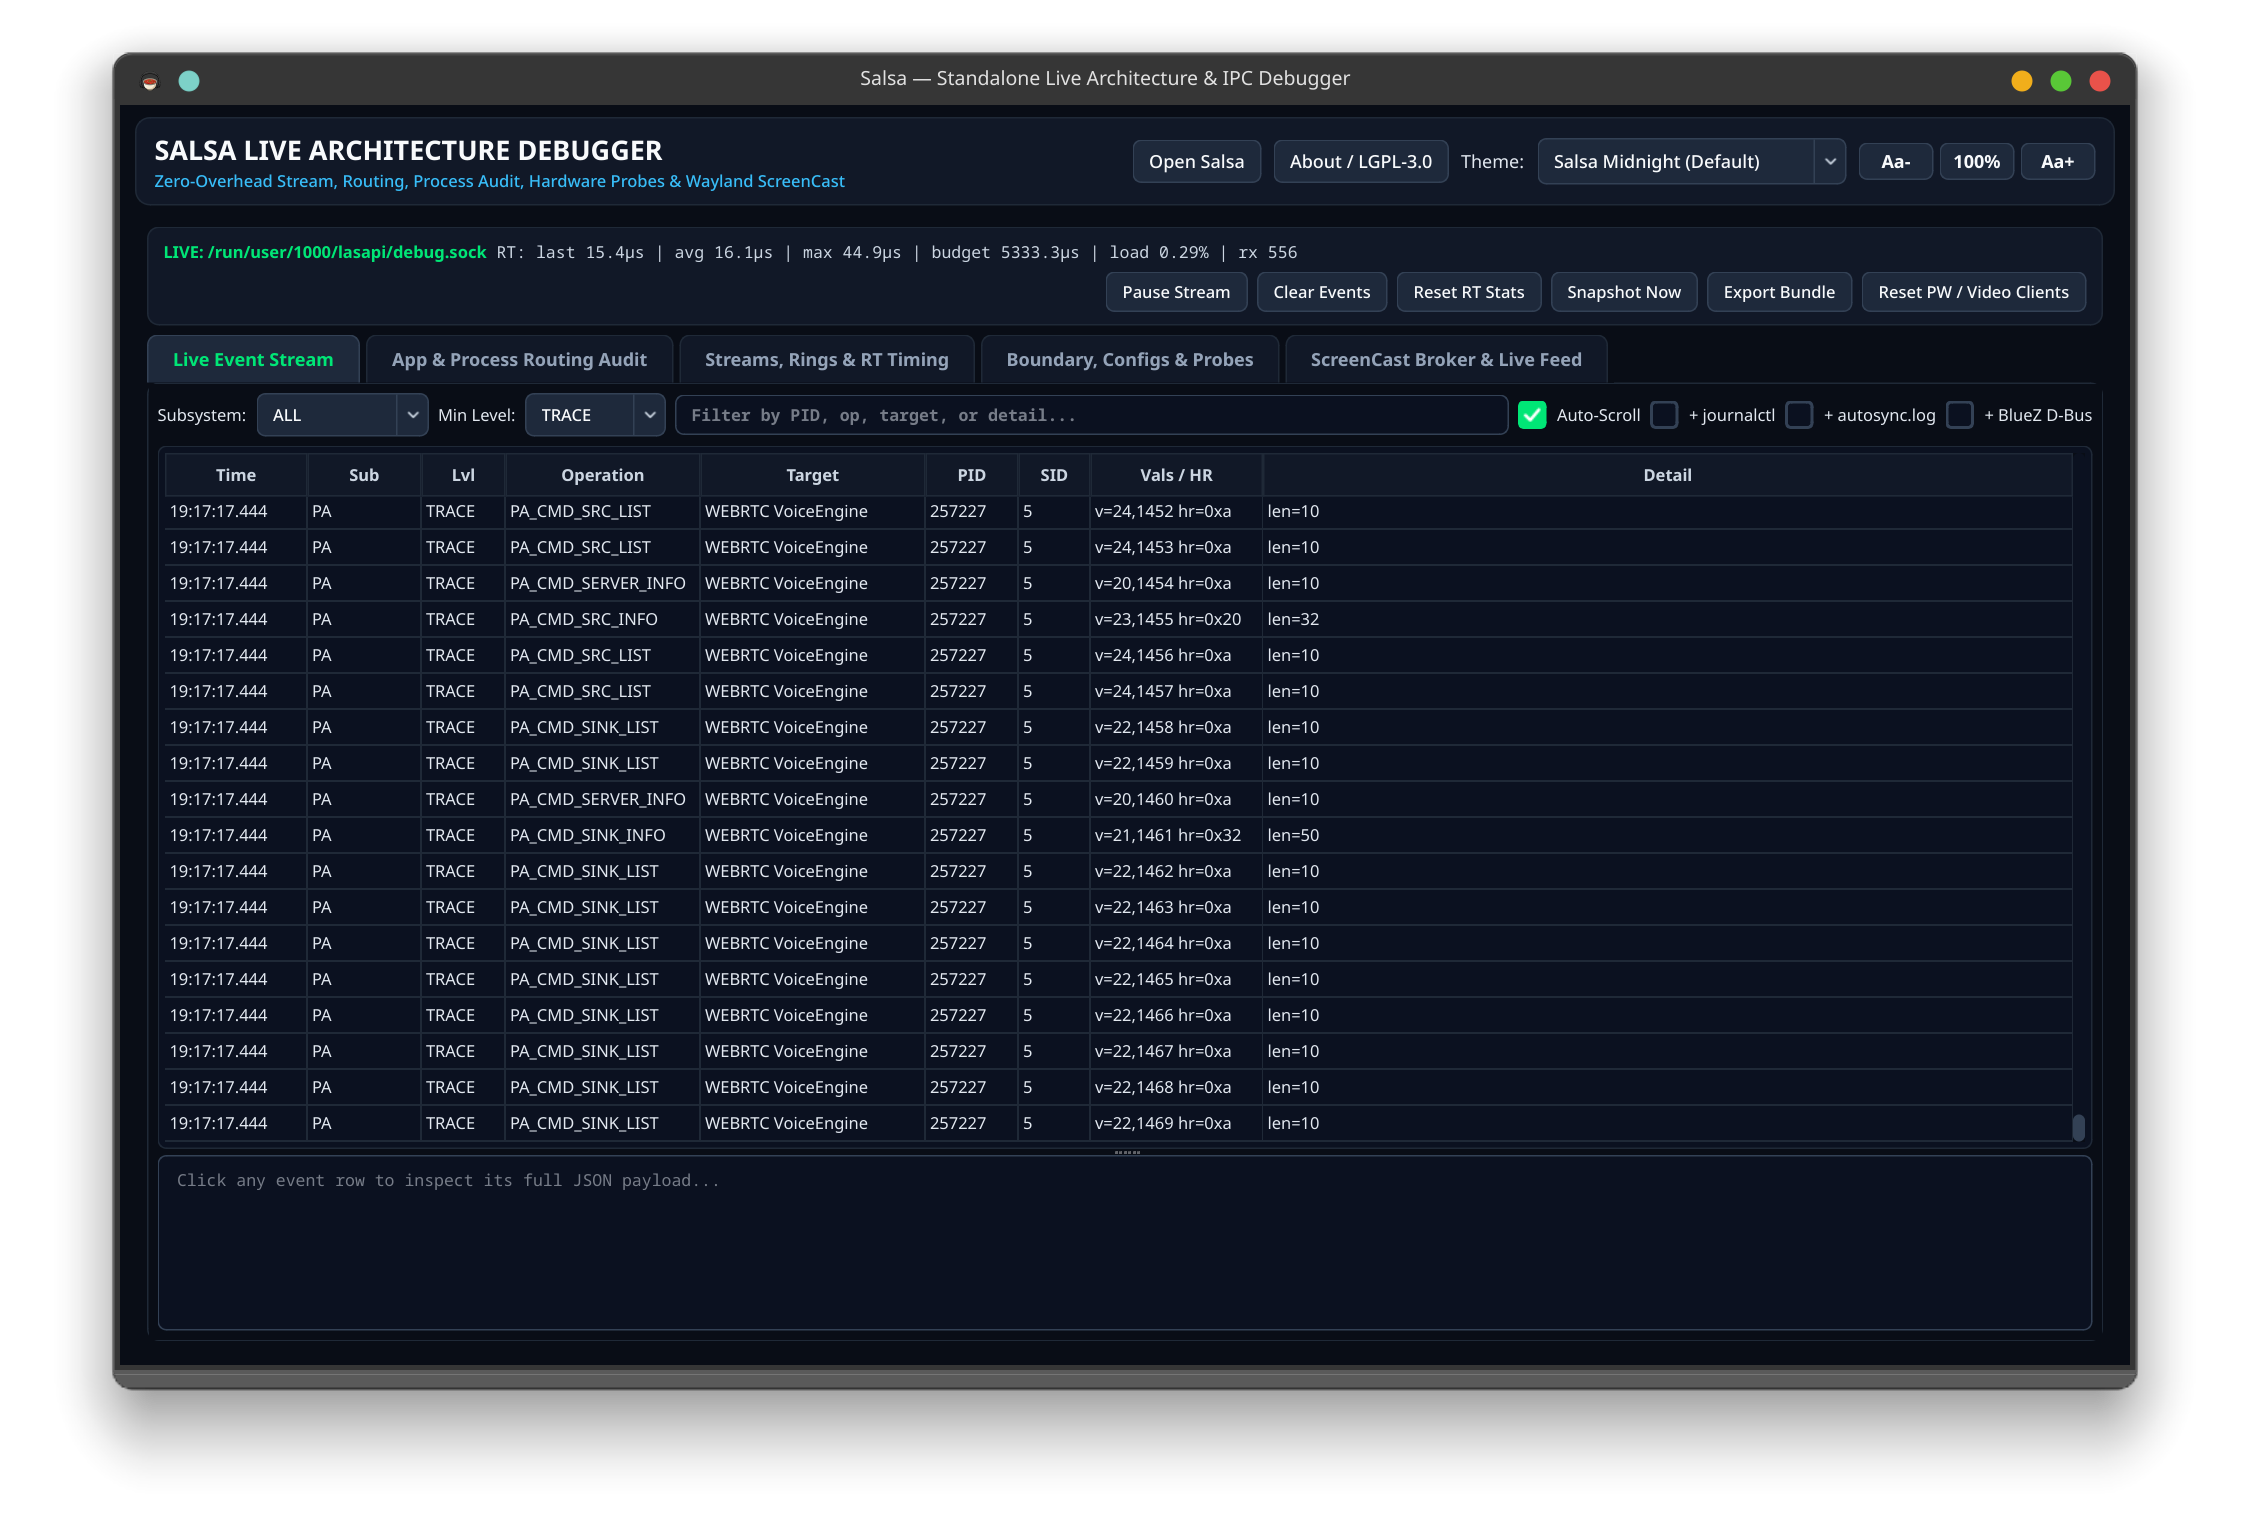 Salsa — Standalone Live Architecture & IPC Debugger
SALSA LIVE ARCHITECTURE DEBUGGER
Zero-Overhead Stream, Routing, Process Audit, Hardware Probes & Wayland ScreenCast
Open Salsa About / LGPL-3.0 Theme: Salsa Midnight (Default) Aa- 100% Aa+
LIVE: /run/user/1000/lasapi/debug.sock RT: last 15.4µs | avg 16.1µs | max 44.9µs | budget 5333.3µs | load 0.29% | rx 556
Pause Stream Clear Events Reset RT Stats Snapshot Now Export Bundle Reset PW / Video Clients
Live Event Stream App & Process Routing Audit Streams, Rings & RT Timing Boundary, Configs & Probes ScreenCast Broker & Live Feed
Subsystem: ALL Min Level: TRACE Filter by PID, op, target, or detail... Auto-Scroll + journalctl + autosync.log + BlueZ D-Bus
Time Sub Lvl Operation Target PID SID Vals / HR Detail
19:17:17.444 PA TRACE PA_CMD_SRC_LIST WEBRTC VoiceEngine 257227 5 v=24,1452 hr=0xa len=10
19:17:17.444 PA TRACE PA_CMD_SRC_LIST WEBRTC VoiceEngine 257227 5 v=24,1453 hr=0xa len=10
19:17:17.444 PA TRACE PA_CMD_SERVER_INFO WEBRTC VoiceEngine 257227 5 v=20,1454 hr=0xa len=10
19:17:17.444 PA TRACE PA_CMD_SRC_INFO WEBRTC VoiceEngine 257227 5 v=23,1455 hr=0x20 len=32
19:17:17.444 PA TRACE PA_CMD_SRC_LIST WEBRTC VoiceEngine 257227 5 v=24,1456 hr=0xa len=10
19:17:17.444 PA TRACE PA_CMD_SRC_LIST WEBRTC VoiceEngine 257227 5 v=24,1457 hr=0xa len=10
19:17:17.444 PA TRACE PA_CMD_SINK_LIST WEBRTC VoiceEngine 257227 5 v=22,1458 hr=0xa len=10
19:17:17.444 PA TRACE PA_CMD_SINK_LIST WEBRTC VoiceEngine 257227 5 v=22,1459 hr=0xa len=10
19:17:17.444 PA TRACE PA_CMD_SERVER_INFO WEBRTC VoiceEngine 257227 5 v=20,1460 hr=0xa len=10
19:17:17.444 PA TRACE PA_CMD_SINK_INFO WEBRTC VoiceEngine 257227 5 v=21,1461 hr=0x32 len=50
19:17:17.444 PA TRACE PA_CMD_SINK_LIST WEBRTC VoiceEngine 257227 5 v=22,1462 hr=0xa len=10
19:17:17.444 PA TRACE PA_CMD_SINK_LIST WEBRTC VoiceEngine 257227 5 v=22,1463 hr=0xa len=10
19:17:17.444 PA TRACE PA_CMD_SINK_LIST WEBRTC VoiceEngine 257227 5 v=22,1464 hr=0xa len=10
19:17:17.444 PA TRACE PA_CMD_SINK_LIST WEBRTC VoiceEngine 257227 5 v=22,1465 hr=0xa len=10
19:17:17.444 PA TRACE PA_CMD_SINK_LIST WEBRTC VoiceEngine 257227 5 v=22,1466 hr=0xa len=10
19:17:17.444 PA TRACE PA_CMD_SINK_LIST WEBRTC VoiceEngine 257227 5 v=22,1467 hr=0xa len=10
19:17:17.444 PA TRACE PA_CMD_SINK_LIST WEBRTC VoiceEngine 257227 5 v=22,1468 hr=0xa len=10
19:17:17.444 PA TRACE PA_CMD_SINK_LIST WEBRTC VoiceEngine 257227 5 v=22,1469 hr=0xa len=10
Click any event row to inspect its full JSON payload...